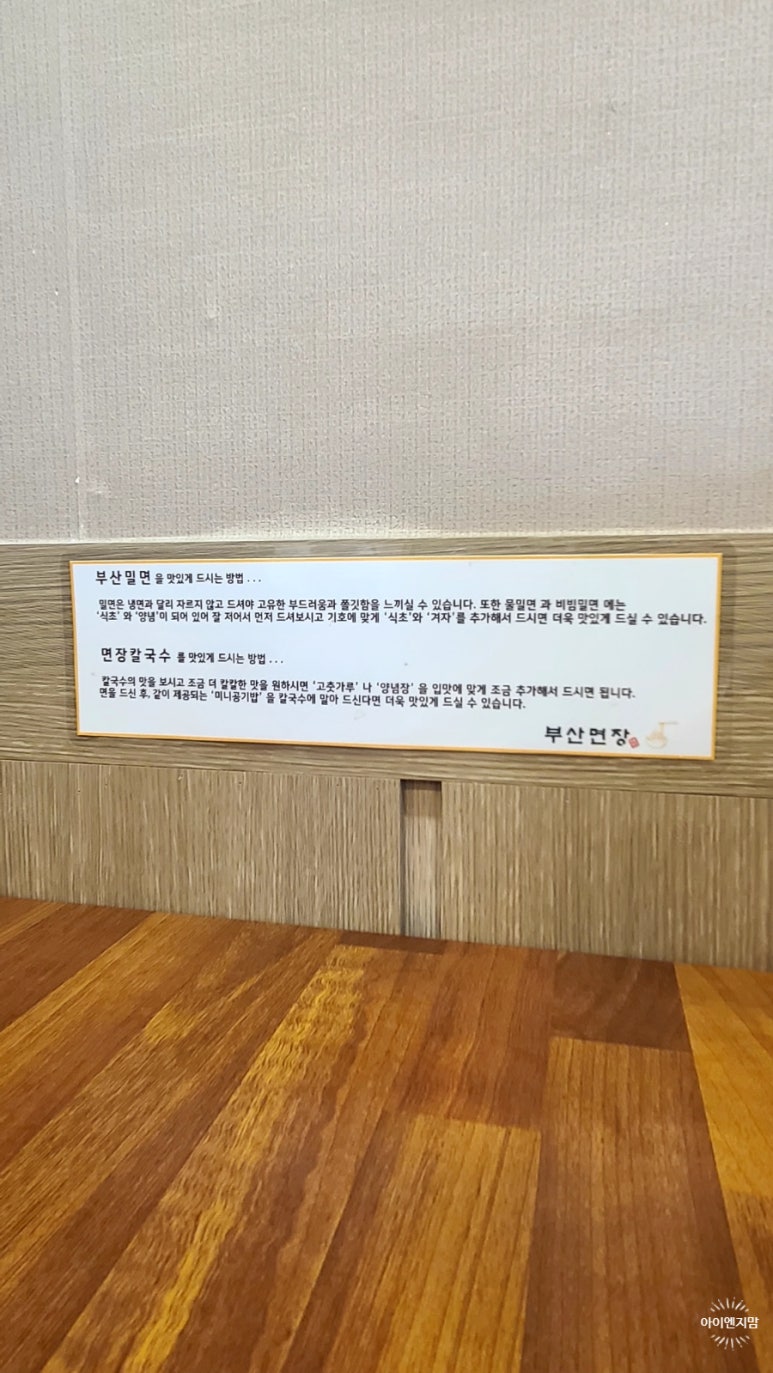 부산밀면 을 맛있게 드시는 방법 . . .
밀면은 냉면과 달리 자르지 않고 드셔야 고유한 부드러움과 쫄깃함을 느끼실 수 있습니다. 또한 물밀면 과 비빔밀면 에는
'식초' 와 '양념'이 되어 있어 잘 저어서 먼저 드셔보시고 기호에 맞게 '식초'와 '겨자'를 추가해서 드시면 더욱 맛있게 드실 수 있습니다.
면장칼국수 를 맛있게 드시는 방법 . . .
칼국수의 맛을 보시고 조금 더 칼칼한 맛을 원하시면 '고춧가루' 나 '양념장' 을 입맛에 맞게 조금 추가해서 드시면 됩니다.
면을 드신 후, 같이 제공되는 '미니공기밥' 을 칼국수에 말아 드신다면 더욱 맛있게 드실 수 있습니다.
부산면장
아이엔지맘